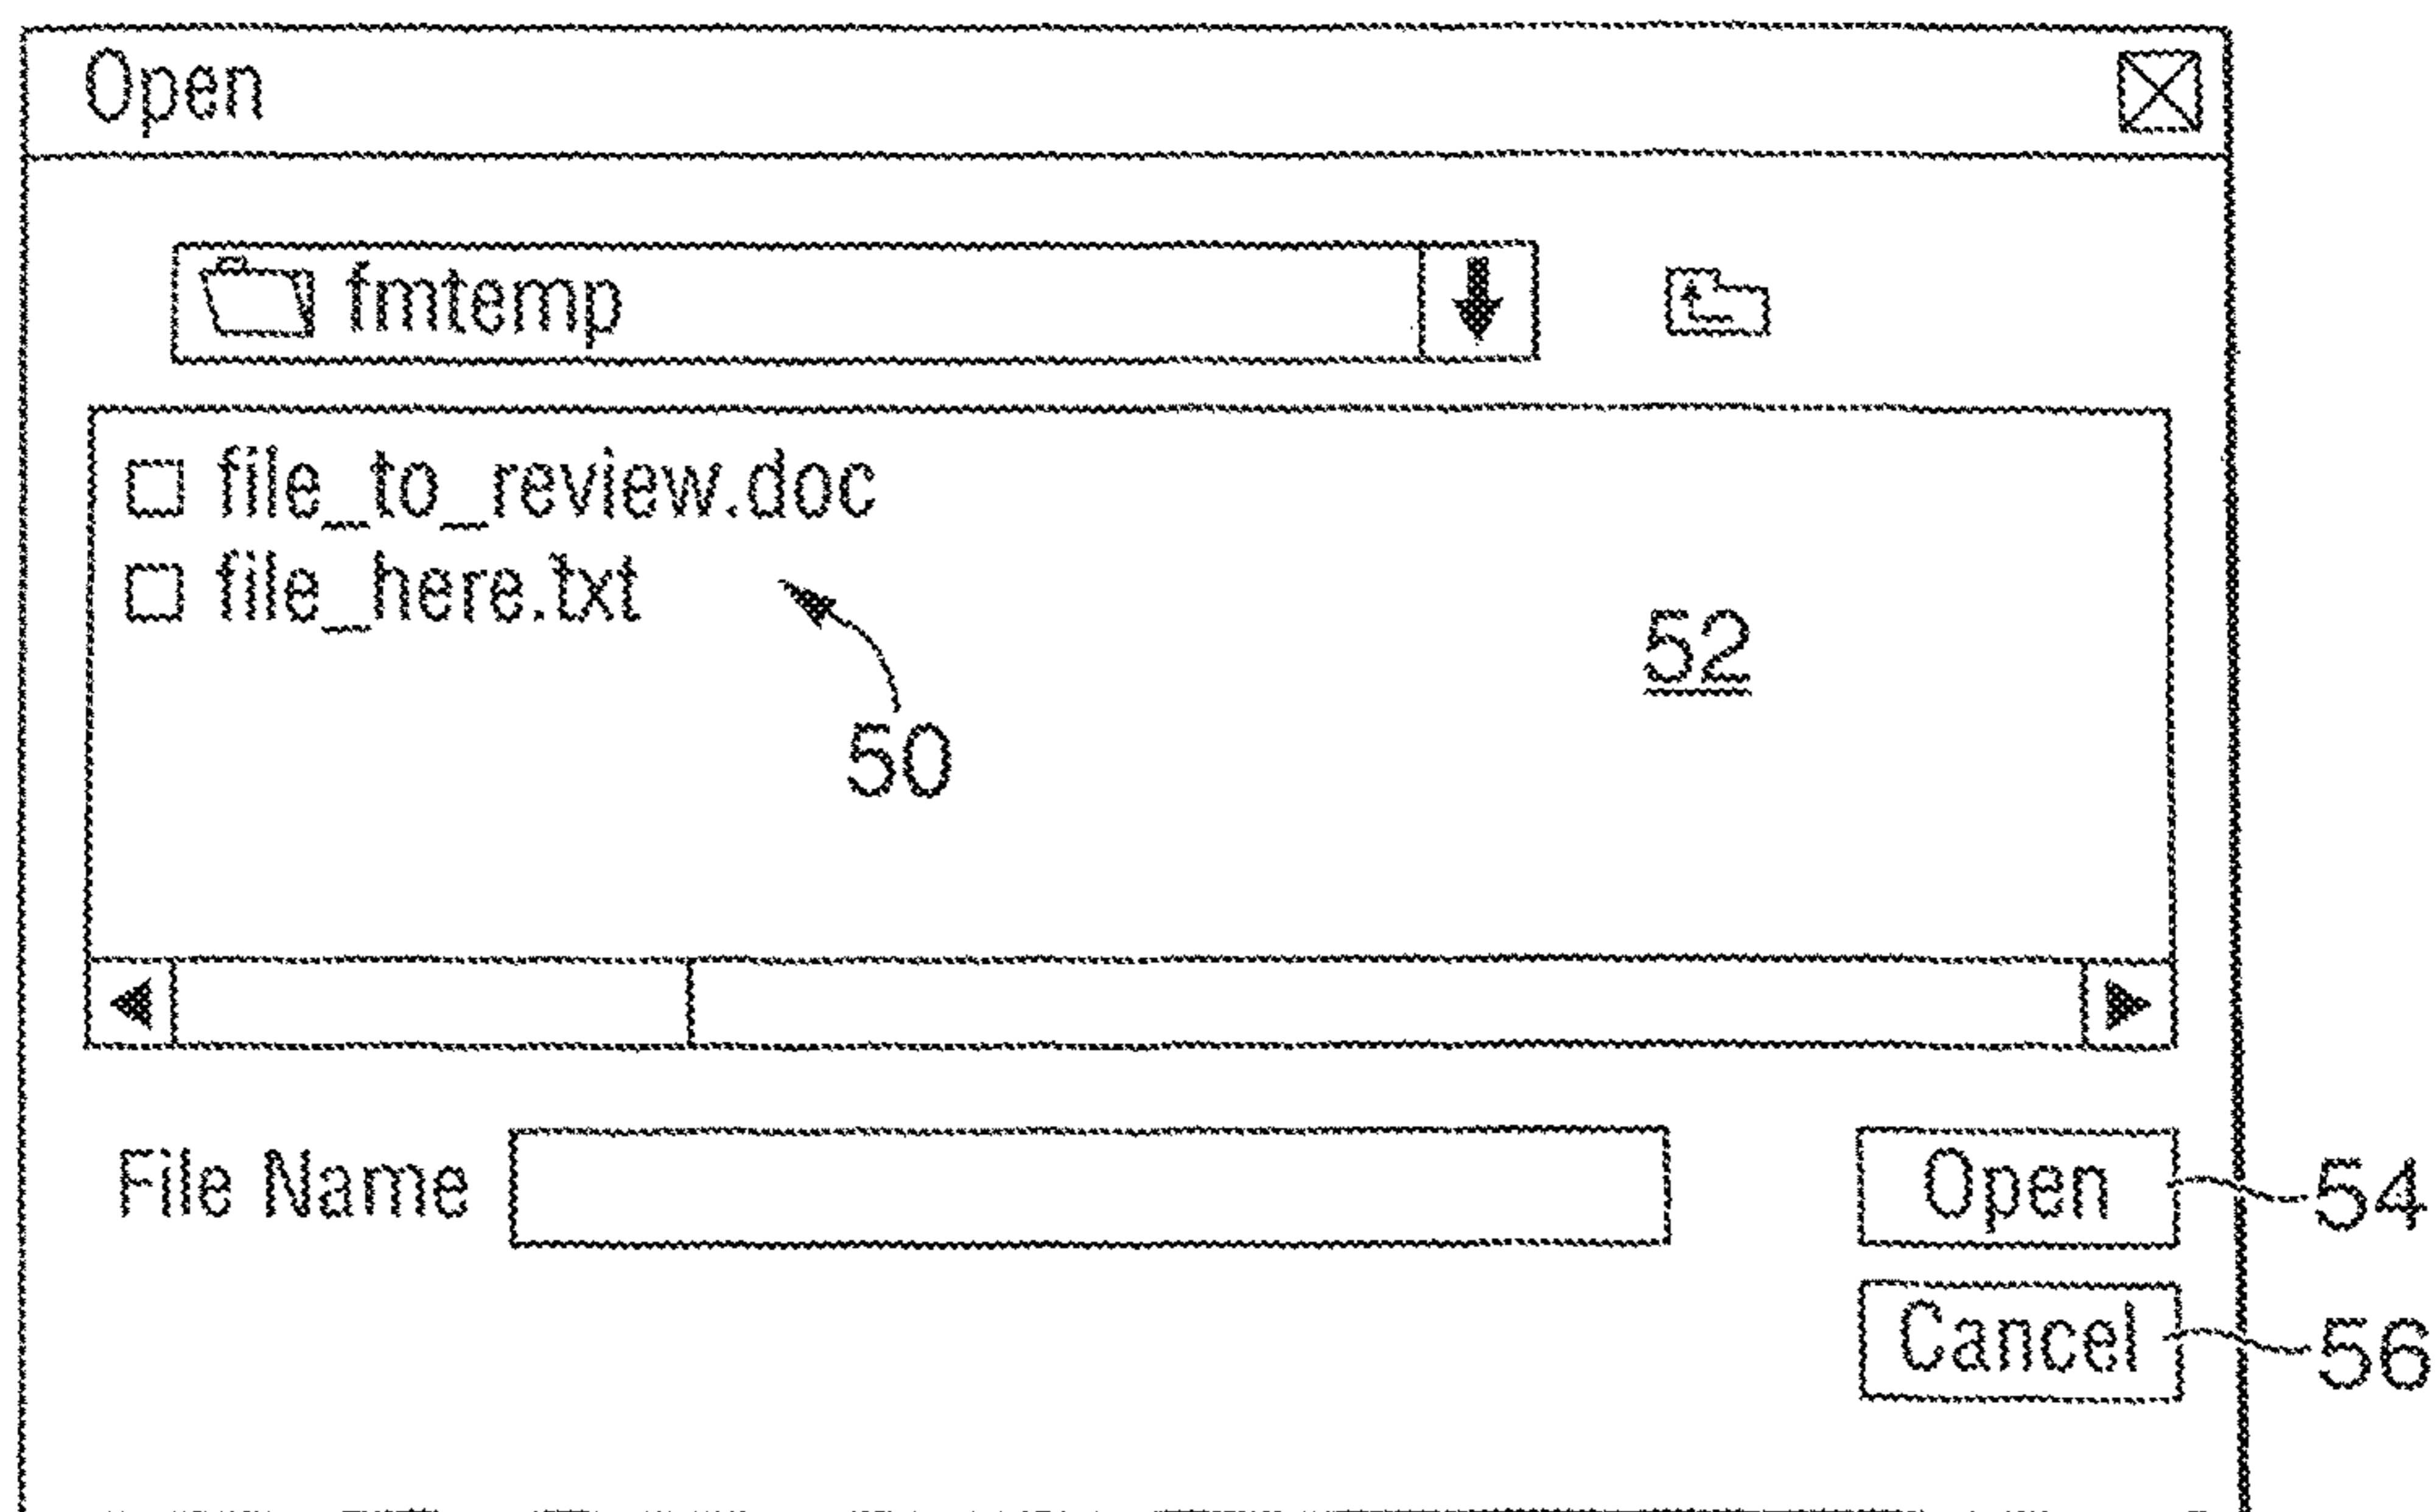 Open
fmtemp
file_to_review.doc
file_here.txt
52
50
File Name
Open
54
Cancel
56